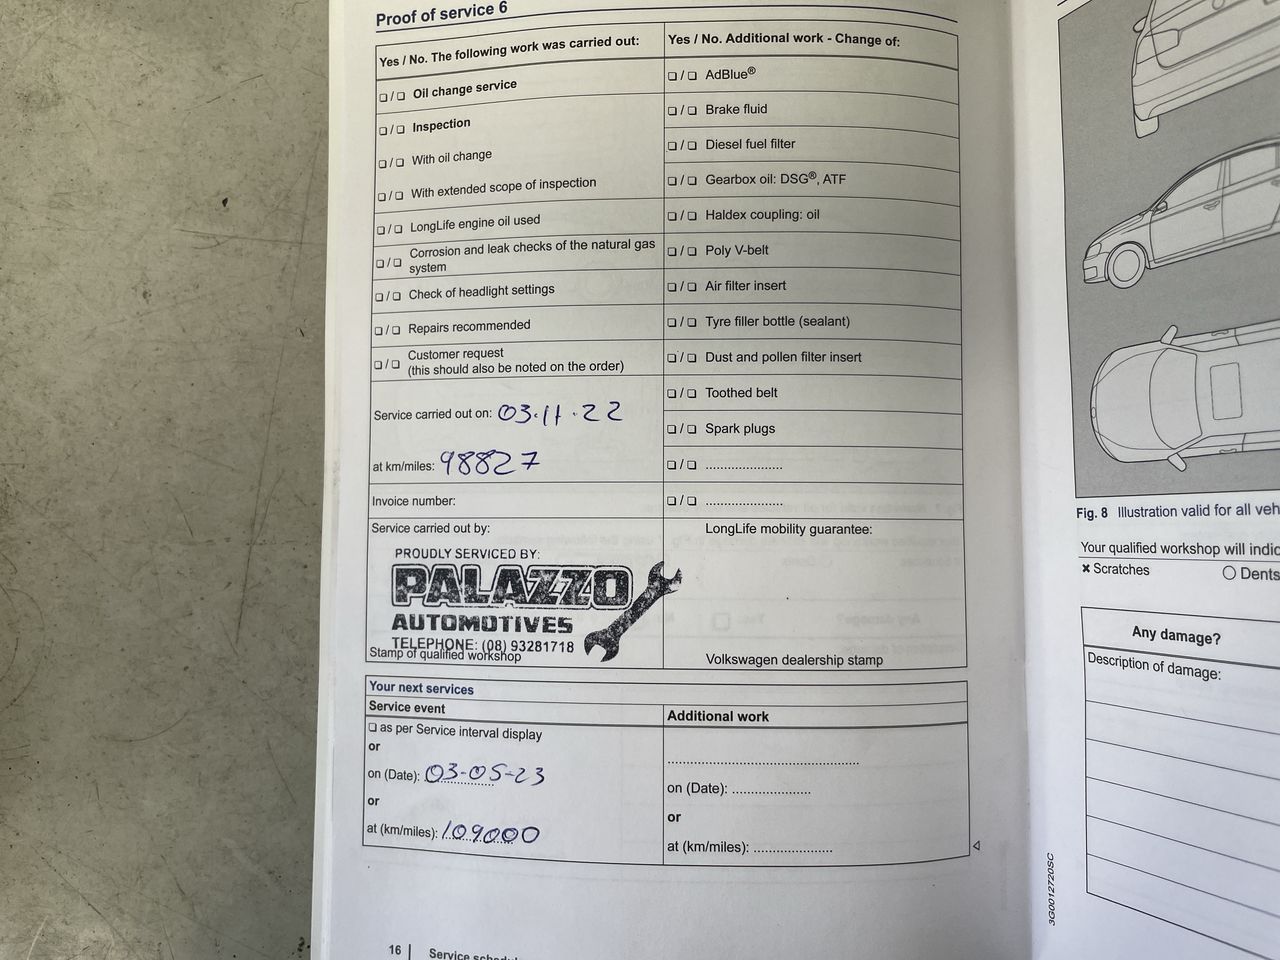 Proof of service 6
Yes / No. The following work was carried out:
❏ / ❏ Oil change service
❏ / ❏ Inspection
❏ / ❏ With oil change
❏ / ❏ With extended scope of inspection
❏ / ❏ LongLife engine oil used
❏ / ❏ Corrosion and leak checks of the natural gas
system
❏ / ❏ Check of headlight settings
❏ / ❏ Repairs recommended
❏ / ❏ Customer request
(this should also be noted on the order)
Service carried out on: 03.11.22
at km/miles: 98827
Invoice number:
Service carried out by:
PROUDLY SERVICED BY:
PALAZZO
AUTOMOTIVES
TELEPHONE: (08) 93281718
Stamp of qualified workshop
Yes / No. Additional work - Change of:
❏ / ❏ AdBlue®
❏ / ❏ Brake fluid
❏ / ❏ Diesel fuel filter
❏ / ❏ Gearbox oil: DSG®, ATF
❏ / ❏ Haldex coupling: oil
❏ / ❏ Poly V-belt
❏ / ❏ Air filter insert
❏ / ❏ Tyre filler bottle (sealant)
❏ / ❏ Dust and pollen filter insert
❏ / ❏ Toothed belt
❏ / ❏ Spark plugs
❏ / ❏ ......................
❏ / ❏ ......................
LongLife mobility guarantee:
Volkswagen dealership stamp
Your next services
Service event
❏ as per Service interval display
or
on (Date): 03-05-23
or
at (km/miles): 109000
Additional work
......................................................
on (Date): ......................
or
at (km/miles): ......................
16 | Service
3G0012720SC
Fig. 8 Illustration valid for all veh
Your qualified workshop will indic
× Scratches
○ Dents
Any damage?
Description of damage: